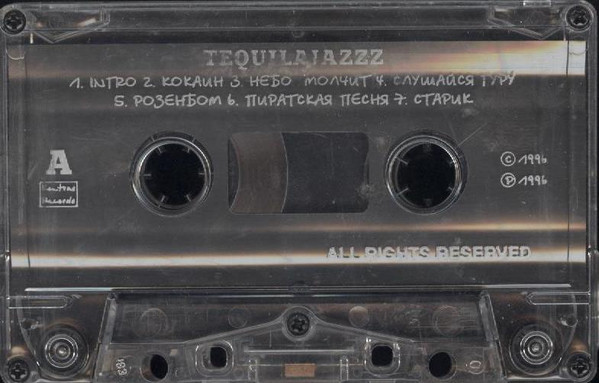 TEQUILAJAZZZ
1. INTRO 2. КОКАИН 3. НЕБО МОЛЧИТ 4. СЛУШАЙСЯ ГУРУ
5. РОЗЕНБОМ 6. ПИРАТСКАЯ ПЕСНЯ 7. СТАРИК
A
© 1996
℗ 1996
ALL RIGHTS RESERVED